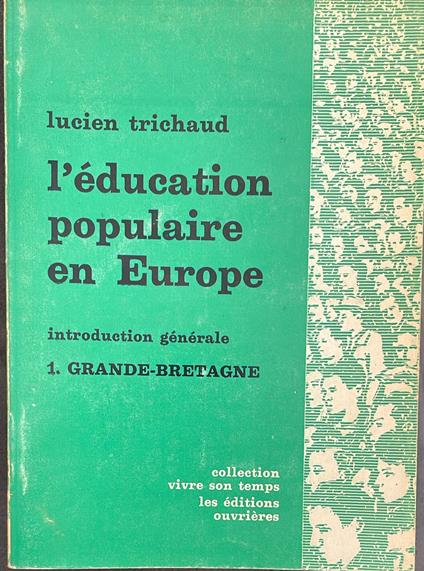 lucien trichaud
l'éducation
populaire
en Europe
introduction générale
1. GRANDE-BRETAGNE
collection
vivre son temps
les éditions
ouvrières